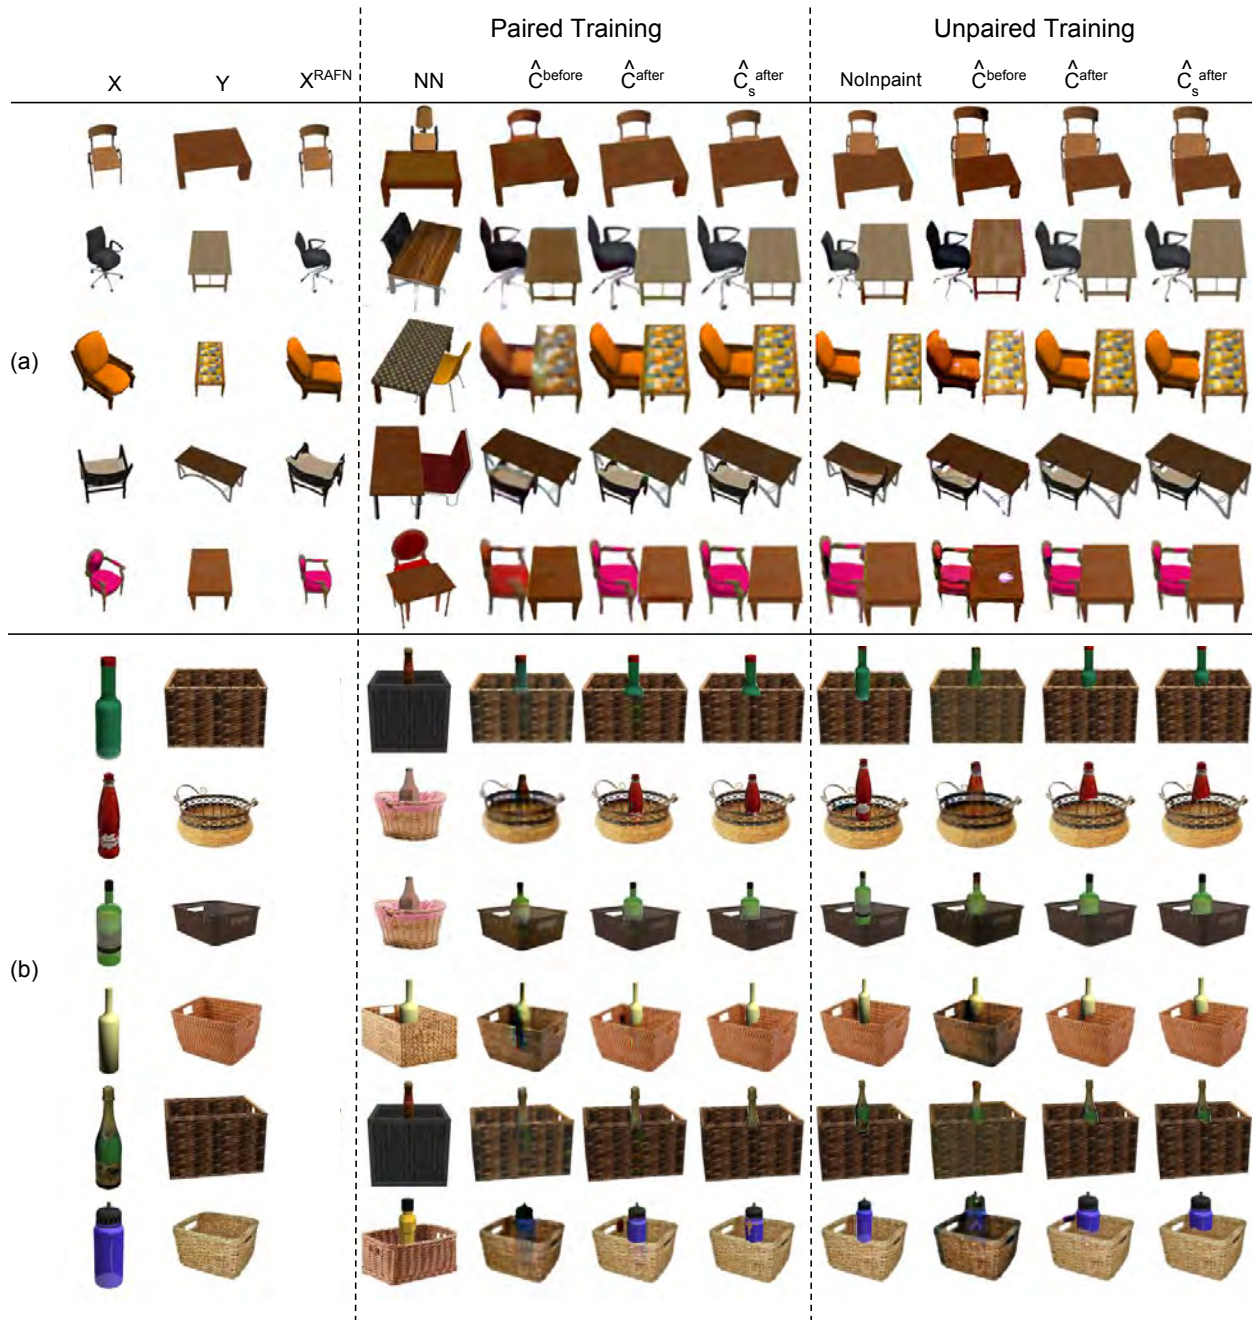 Paired Training Unpaired Training
X Y X^RAFN NN Ĉ^before Ĉ^after Ĉ_s^after NoInpaint Ĉ^before Ĉ^after Ĉ_s^after
(a)
(b)